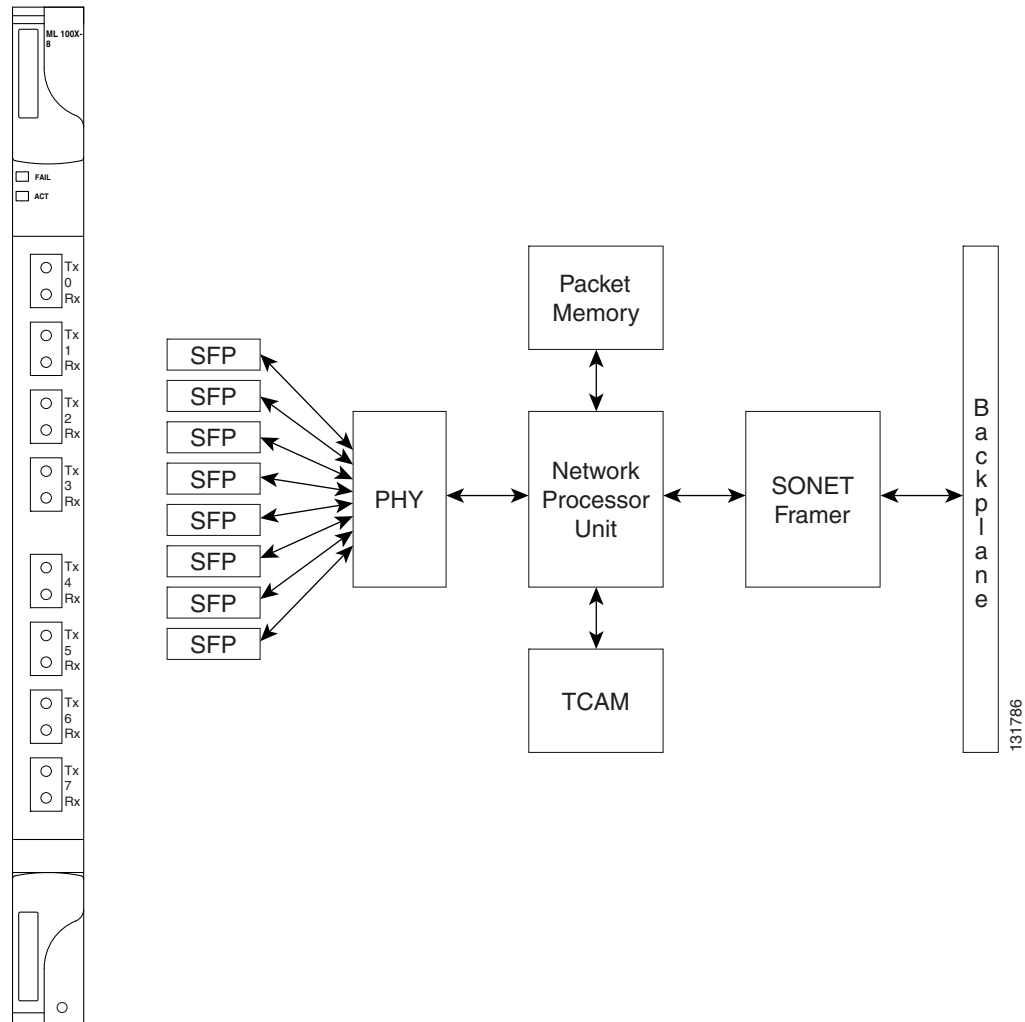 ML 100X-
8
FAIL
ACT
Tx
0
Rx
Tx
1
Rx
Tx
2
Rx
Tx
3
Rx
Tx
4
Rx
Tx
5
Rx
Tx
6
Rx
Tx
7
Rx
SFP
SFP
SFP
SFP
SFP
SFP
SFP
SFP
PHY
Packet
Memory
Network
Processor
Unit
TCAM
SONET
Framer
Backplane
131786